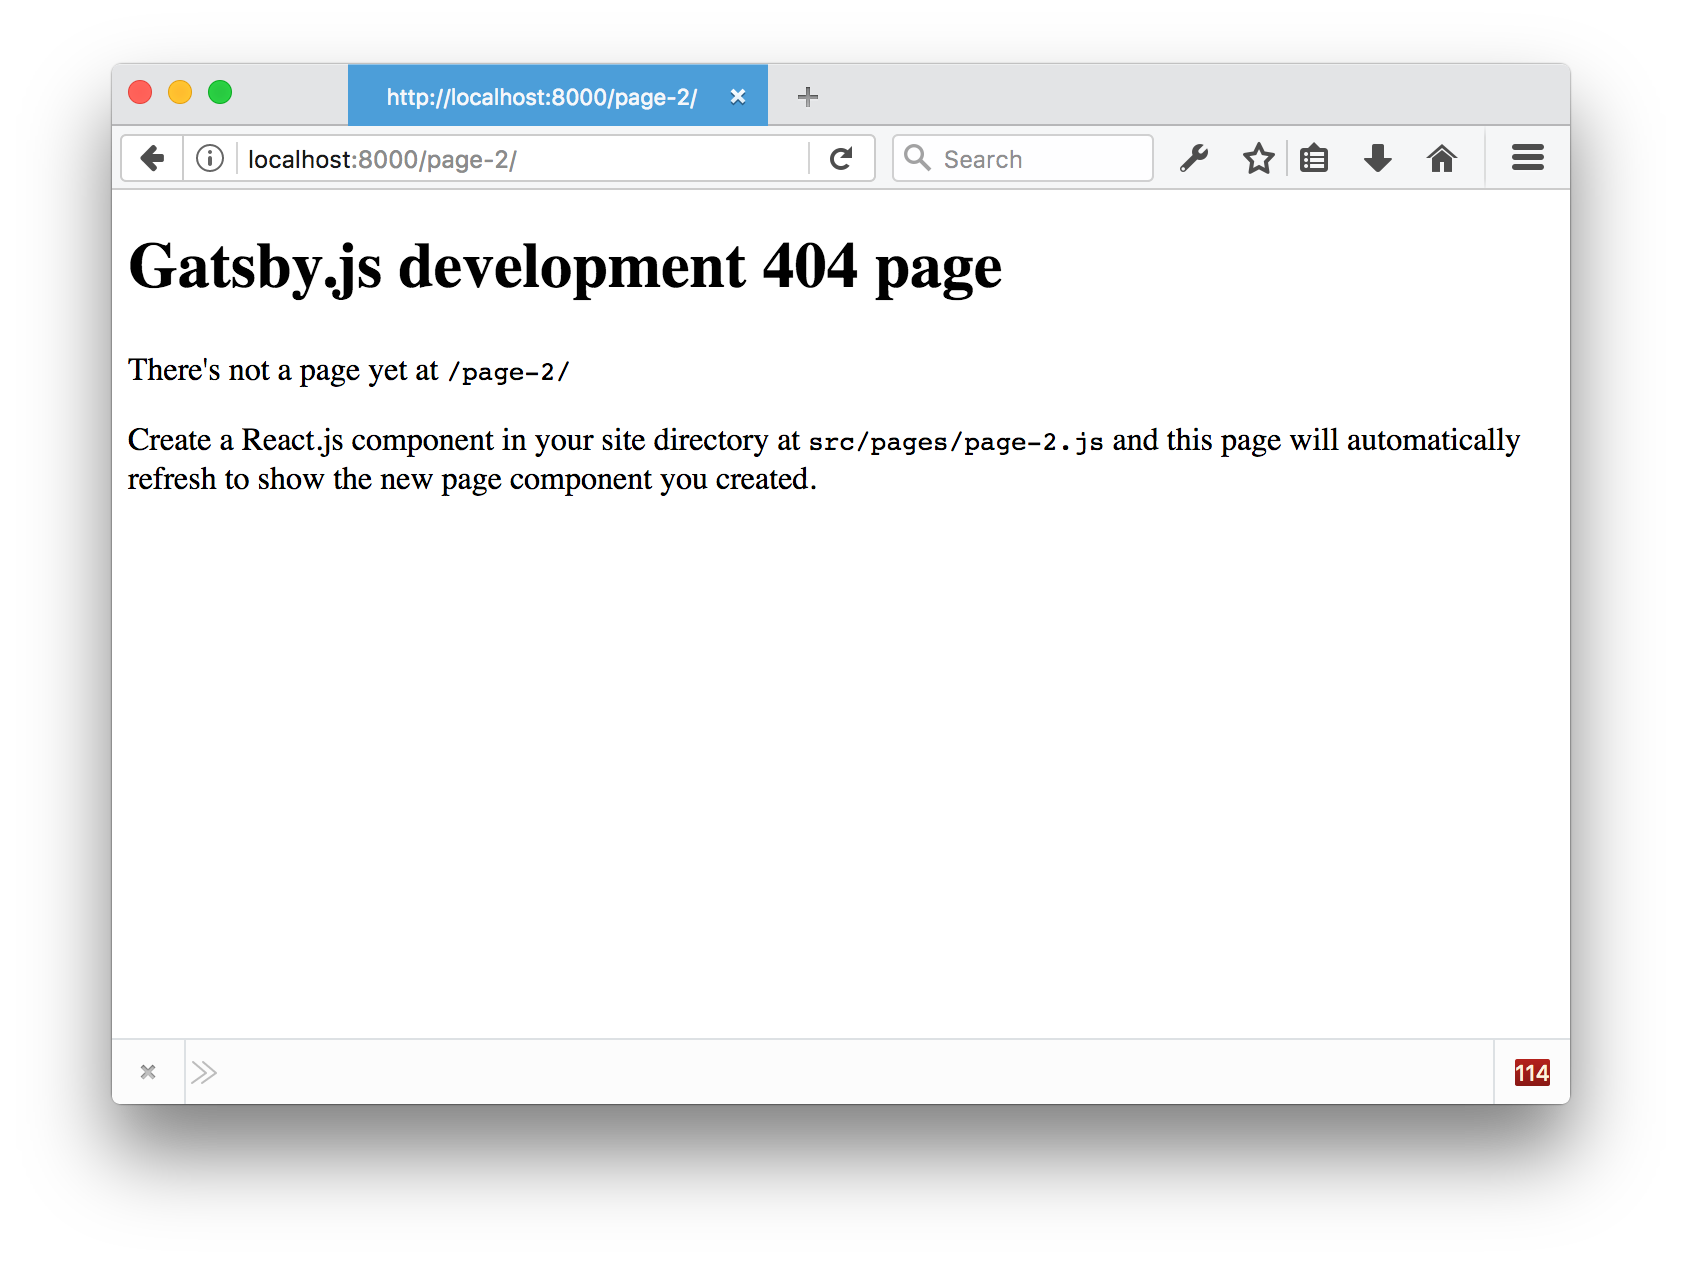 http://localhost:8000/page-2/
localhost:8000/page-2/
Search
Gatsby.js development 404 page
There's not a page yet at /page-2/
Create a React.js component in your site directory at src/pages/page-2.js and this page will automatically
refresh to show the new page component you created.
114